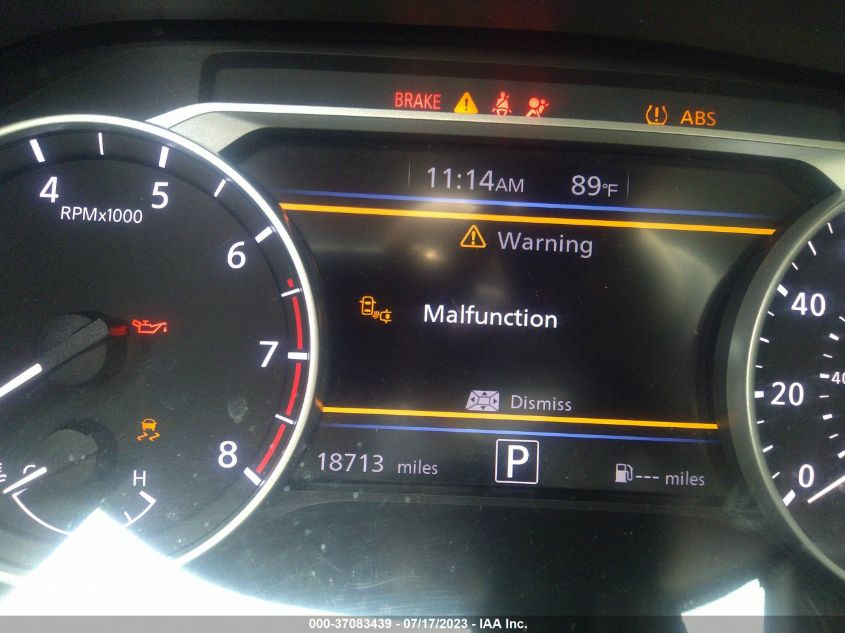 BRAKE
ABS
11:14AM 89°F
Warning
Malfunction
Dismiss
18713 miles P --- miles
4 5 6 7 8
RPMx1000
C H
40
20
0
40
000-37083439 - 07/17/2023 - IAA Inc.